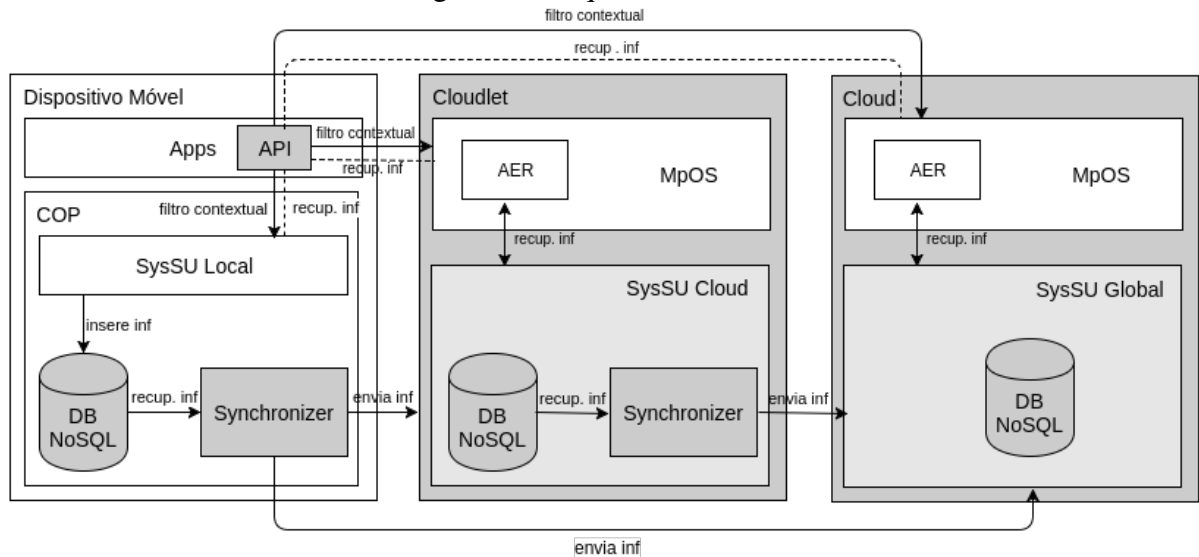 filtro contextual
recup . inf
Dispositivo Móvel
Apps
API
filtro contextual
recup. inf
COP
filtro contextual
recup. inf
SysSU Local
insere inf
DB
NoSQL
recup. inf
Synchronizer
envia inf
Cloudlet
AER
MpOS
recup. inf
SysSU Cloud
DB
NoSQL
recup. inf
Synchronizer
envia inf
Cloud
AER
MpOS
recup. inf
SysSU Global
DB
NoSQL
envia inf